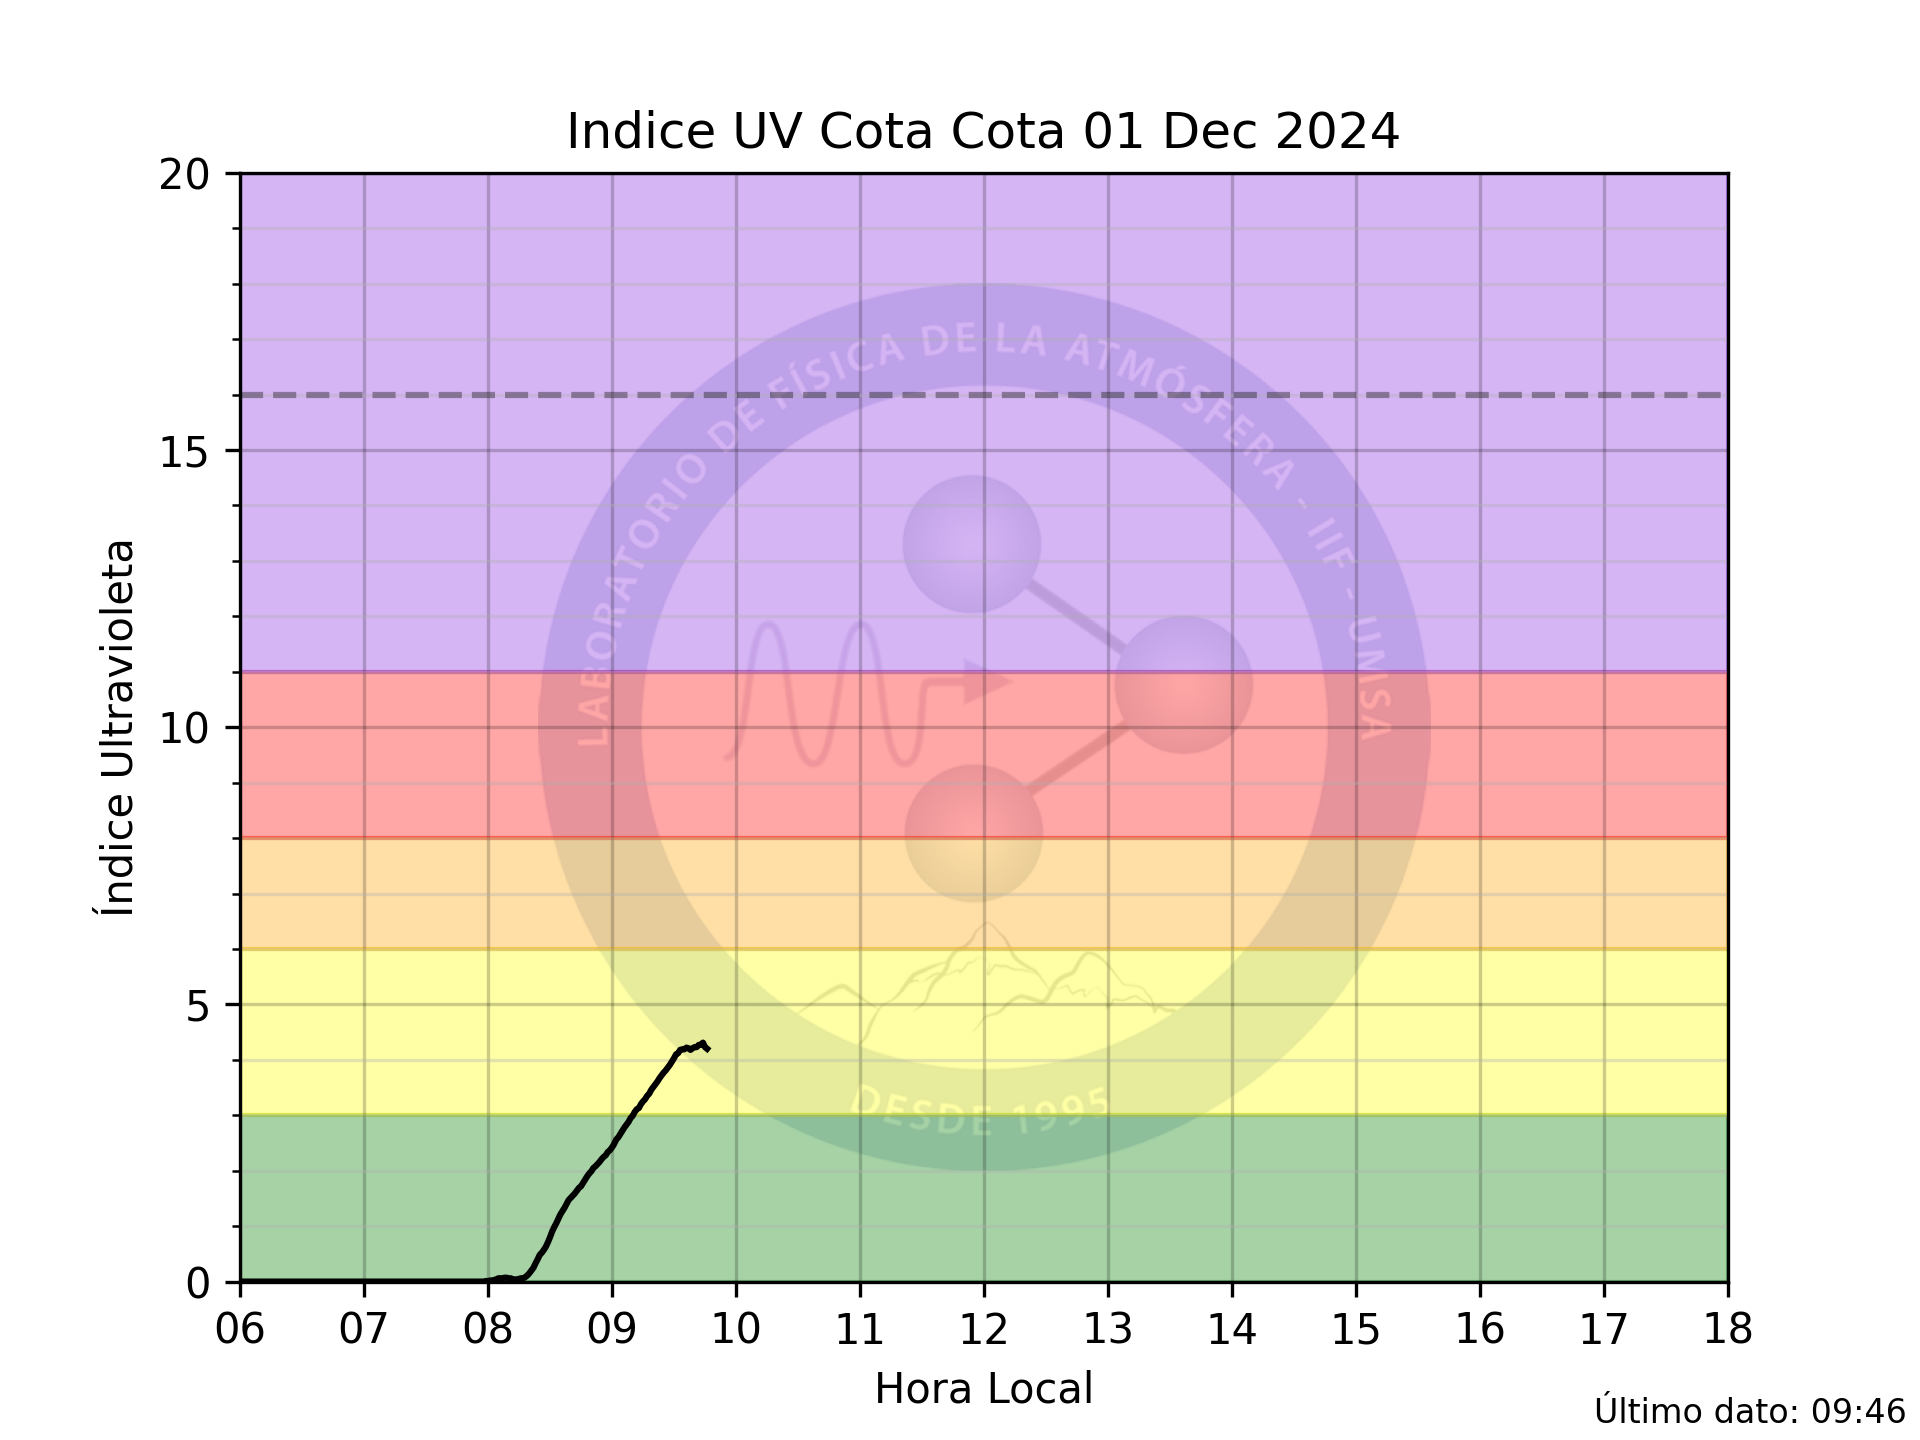 Indice UV Cota Cota 01 Dec 2024
20
15
10
5
0
Índice Ultravioleta
LABORATORIO DE FÍSICA DE LA ATMÓSFERA - IIF - UMSA
DESDE 1995
06 07 08 09 10 11 12 13 14 15 16 17 18
Hora Local
Último dato: 09:46